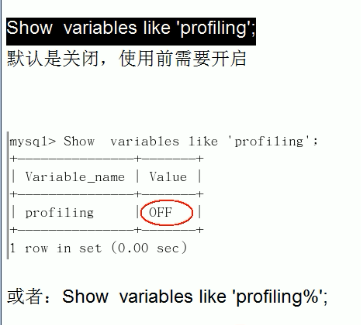 Show  variables like 'profiling';
默认是关闭，使用前需要开启
mysql> Show  variables like 'profiling';
+---------------+-------+
| Variable_name | Value |
+---------------+-------+
| profiling     | OFF   |
+---------------+-------+
1 row in set (0.00 sec)
或者：Show  variables like 'profiling%';